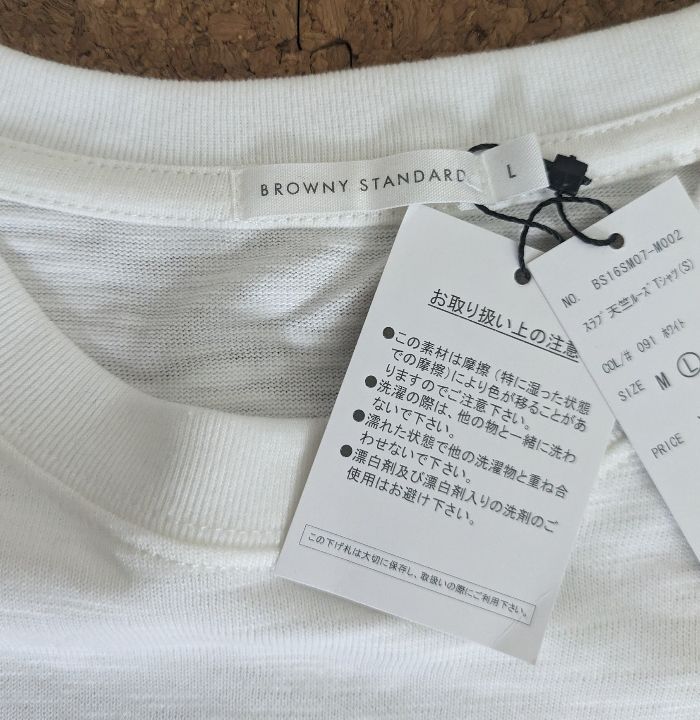 BROWNY STANDARD
L
お取り扱い上の注意
●この素材は摩擦(特に湿った状態
での摩擦)により色が移ることがあ
りますのでご注意下さい。
●洗濯の際は、他の物と一緒に洗わ
ないで下さい。
●濡れた状態で他の洗濯物と重ね合
わせないで下さい。
●漂白剤及び漂白剤入りの洗剤のご
使用はお避け下さい。
この下げ札は大切に保存し、取扱いの際にご利用下さい。
NO. BS16SM07-M002
スラブ天竺ルーズTシャツ(S)
COL/# 091 ホワイト
SIZE M L
PRICE